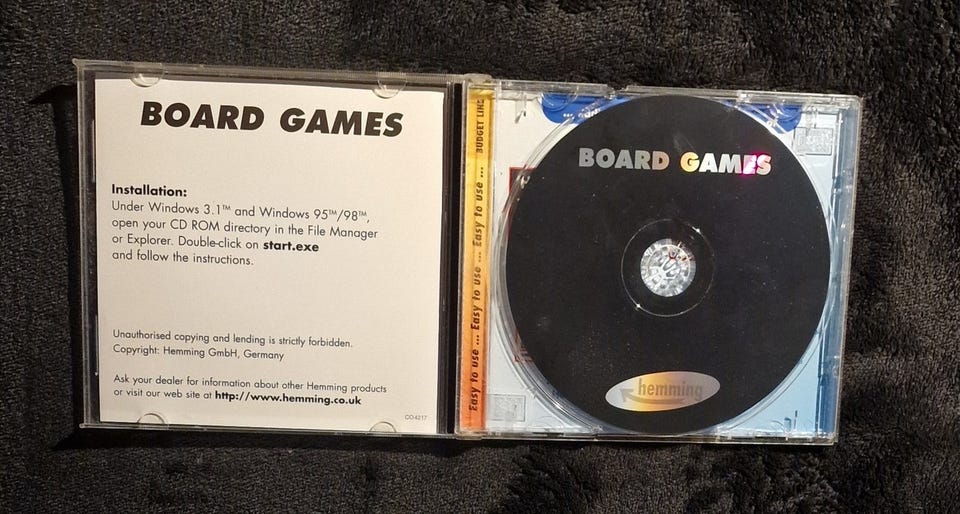 BOARD GAMES
Installation:
Under Windows 3.1™ and Windows 95™/98™,
open your CD ROM directory in the File Manager
or Explorer. Double-click on start.exe
and follow the instructions.
Unauthorised copying and lending is strictly forbidden.
Copyright: Hemming GmbH, Germany
Ask your dealer for information about other Hemming products
or visit our web site at http://www.hemming.co.uk
CO4217
Easy to use ... Easy to use ... Easy to use ... BUDGET LINE
BOARD GAMES
hemming